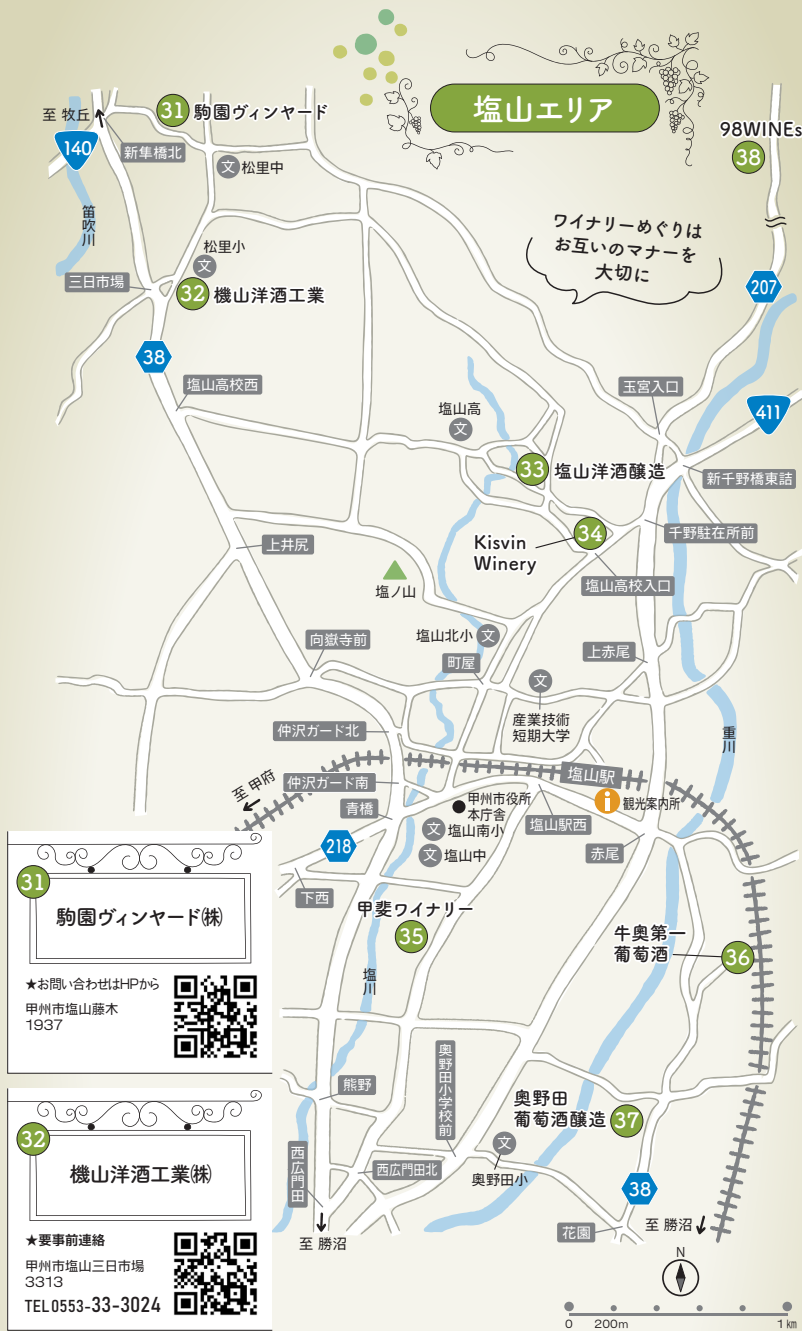 塩山エリア
31
駒園ヴィンヤード
至 牧丘
140
新隼橋北
文 松里中
98WINEs
38
笛吹川
松里小
文
ワイナリーめぐりは
お互いのマナーを
大切に
三日市場
32
機山洋酒工業
207
38
塩山高校西
塩山高
文
玉宮入口
411
33
塩山洋酒醸造
新千野橋東詰
34
Kisvin
Winery
千野駐在所前
上井尻
塩ノ山
塩山高校入口
塩山北小 文
向嶽寺前
町屋
上赤尾
文
産業技術
短期大学
重川
仲沢ガード北
塩山駅
至 甲府
仲沢ガード南
甲州市役所
本庁舎
i 観光案内所
青橋
塩山駅西
文 塩山南小
赤尾
218
文 塩山中
下西
甲斐ワイナリー
35
牛奥第一
葡萄酒
36
塩川
奥野田小学校前
熊野
奥野田
葡萄酒醸造
37
西広門田
西広門田北
文
奥野田小
38
花園
至 勝沼
至 勝沼
N
0 200m 1km
31
駒園ヴィンヤード㈱
★お問い合わせはHPから
甲州市塩山藤木
1937
32
機山洋酒工業㈱
★要事前連絡
甲州市塩山三日市場
3313
TEL0553-33-3024